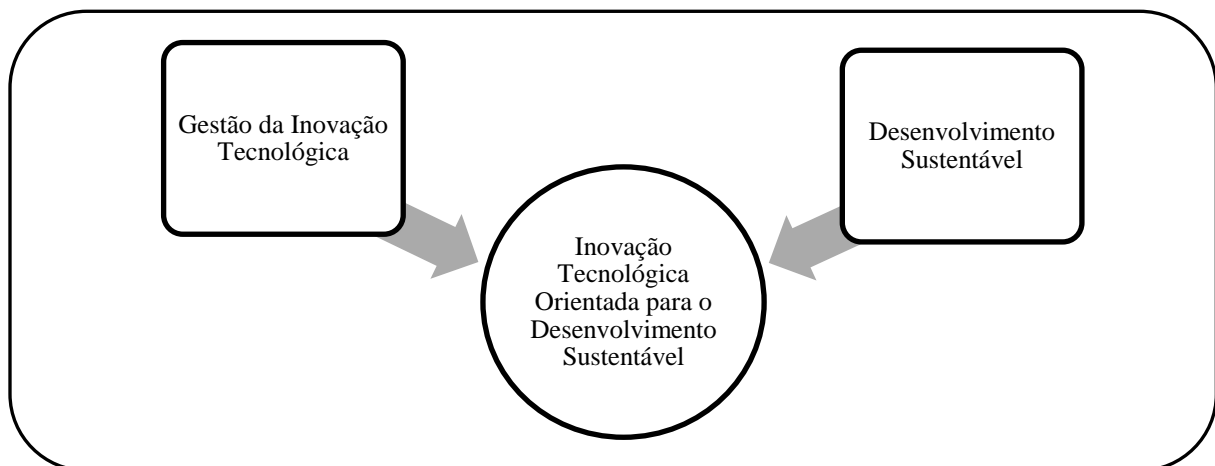 Gestão da Inovação
Tecnológica
Desenvolvimento
Sustentável
Inovação
Tecnológica
Orientada para o
Desenvolvimento
Sustentável